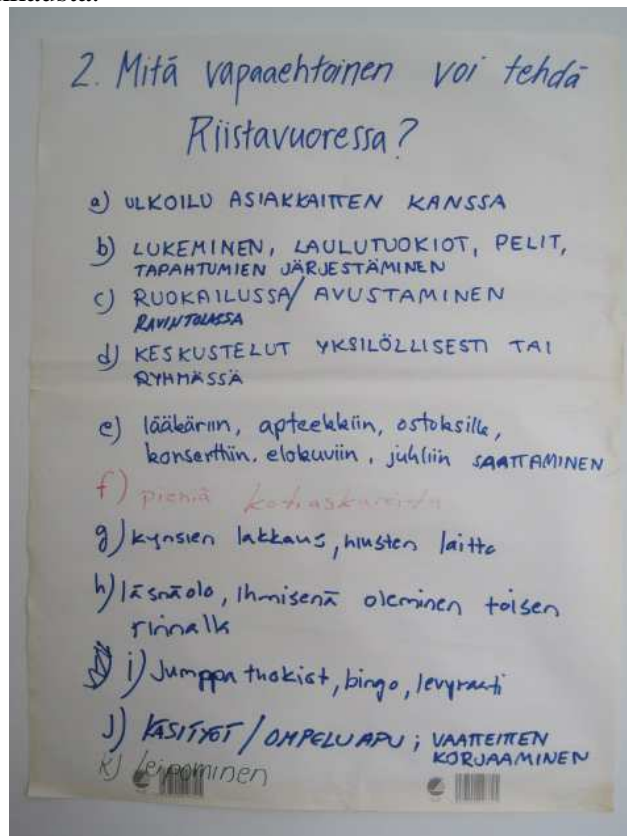 2. Mitä vapaaehtoinen voi tehdä
Riistavuoressa?
a) ULKOILU ASIAKKAITTEN KANSSA
b) LUKEMINEN, LAULUTUOKIOT, PELIT,
TAPAHTUMIEN JÄRJESTÄMINEN
c) RUOKAILUSSA/ AVUSTAMINEN
RAVINTOLASSA
d) KESKUSTELUT YKSILÖLLISESTI TAI
RYHMÄSSÄ
e) lääkäriin, apteekkiin, ostoksille,
konserttiin, elokuviin, juhliin SAATTAMINEN
f) pieniä kotiaskareita
g) kynsien lakkaus, hiusten laitto
h) läsnäolo, ihmisenä oleminen toisen
rinnalla
i) Jumppa tuokiot, bingo, levyraati
J) KÄSITYÖT / OMPELUAPU ; VAATTEITTEN
KORJAAMINEN
K) leipominen